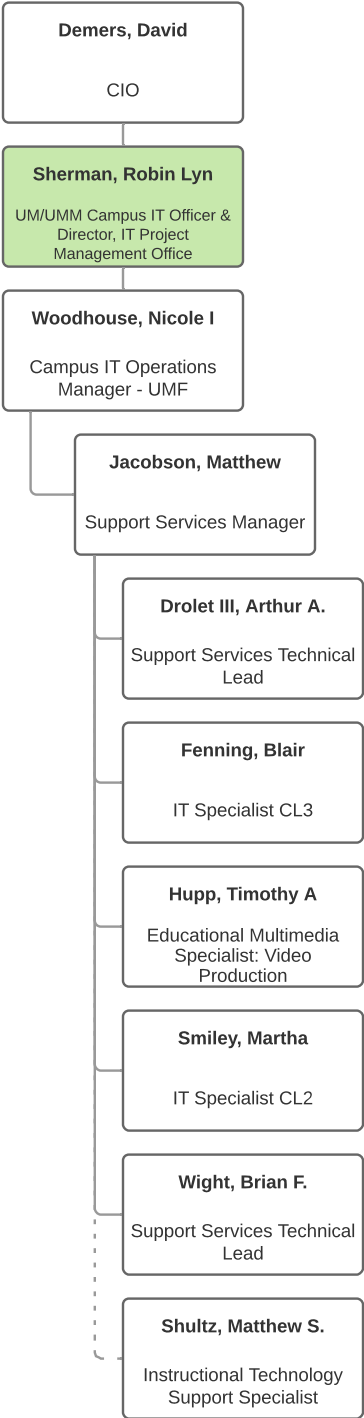 Demers, David
CIO
Sherman, Robin Lyn
UM/UMM Campus IT Officer &
Director, IT Project
Management Office
Woodhouse, Nicole I
Campus IT Operations
Manager - UMF
Jacobson, Matthew
Support Services Manager
Drolet III, Arthur A.
Support Services Technical
Lead
Fenning, Blair
IT Specialist CL3
Hupp, Timothy A
Educational Multimedia
Specialist: Video
Production
Smiley, Martha
IT Specialist CL2
Wight, Brian F.
Support Services Technical
Lead
Shultz, Matthew S.
Instructional Technology
Support Specialist